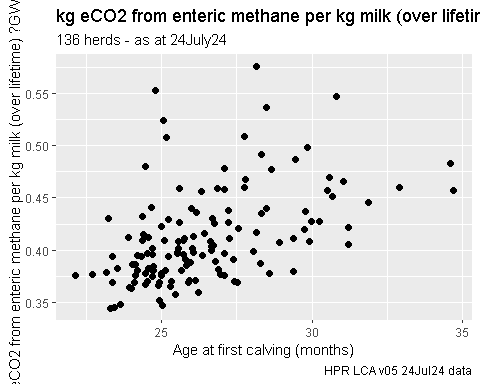 kg eCO2 from enteric methane per kg milk (over lifetir
136 herds - as at 24July24
eCO2 from enteric methane per kg milk (over lifetime) ?GW
0.55
0.50
0.45
0.40
0.35
25
30
35
Age at first calving (months)
HPR LCA v05 24Jul24 data